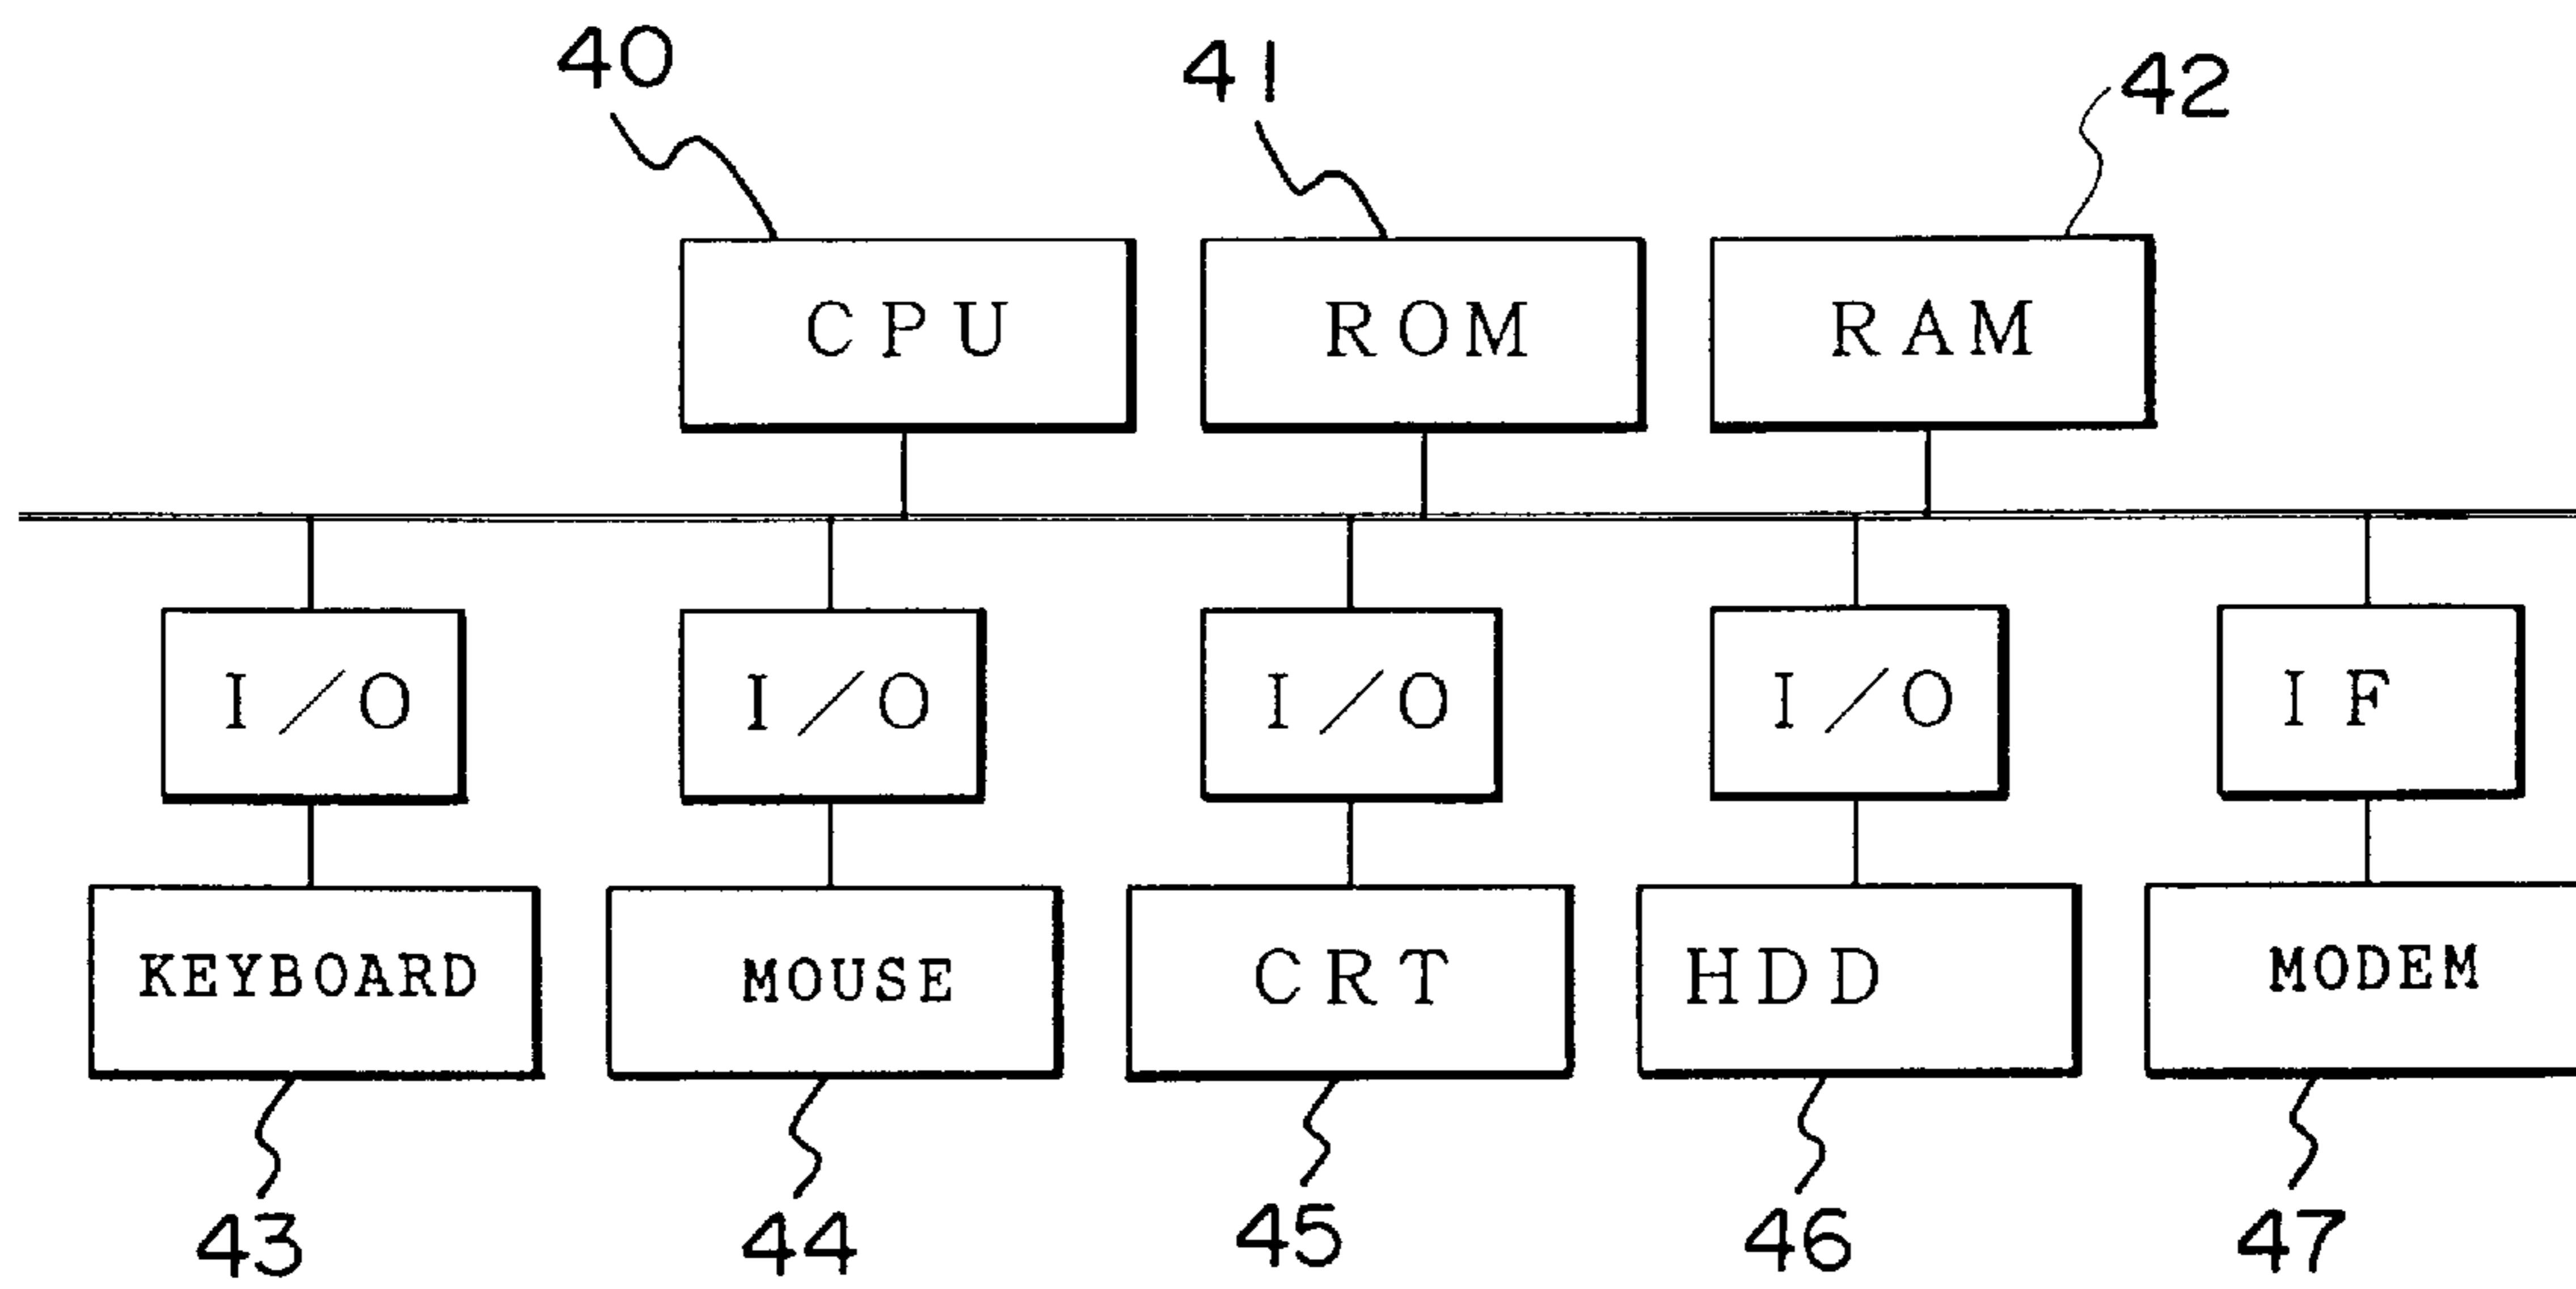 40 41 42
CPU ROM RAM
I/O I/O I/O I/O IF
KEYBOARD MOUSE CRT HDD MODEM
43 44 45 46 47